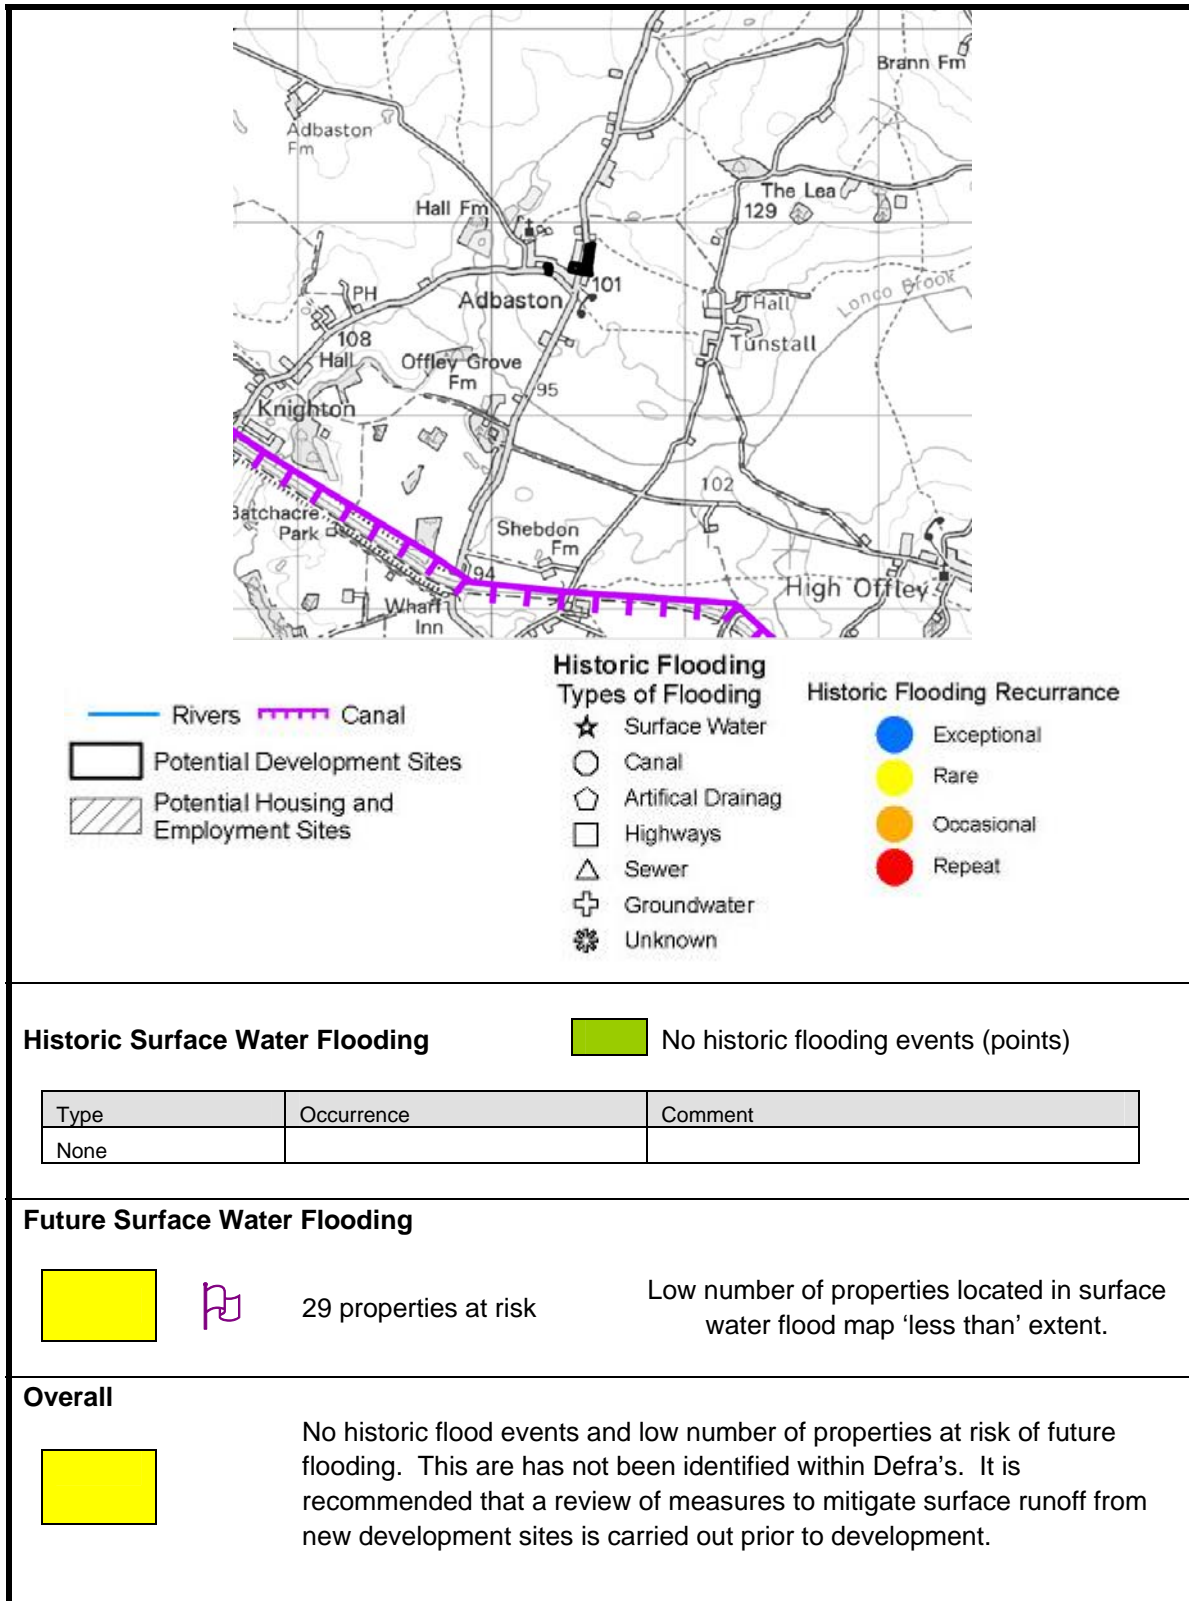 Brann Fm
Adbaston
Fm
The Lea
129
Hall Fm
101
Adbaston
PH
THall
Lonco Brook
Tunstall
108
Hall
Offley Grove
Fm
95
Knighton
102
Batchacre
Park
Shebdon
Fm
94
High Offley
Wharf
Inn
Rivers
Canal
Potential Development Sites
Potential Housing and
Employment Sites
Historic Flooding
Types of Flooding
Surface Water
Canal
Artifical Drainag
Highways
Sewer
Groundwater
Unknown
Historic Flooding Recurrance
Exceptional
Rare
Occasional
Repeat
Historic Surface Water Flooding
No historic flooding events (points)
Type Occurrence Comment
None
Future Surface Water Flooding
29 properties at risk
Low number of properties located in surface
water flood map ‘less than’ extent.
Overall
No historic flood events and low number of properties at risk of future
flooding.  This are has not been identified within Defra’s.  It is
recommended that a review of measures to mitigate surface runoff from
new development sites is carried out prior to development.